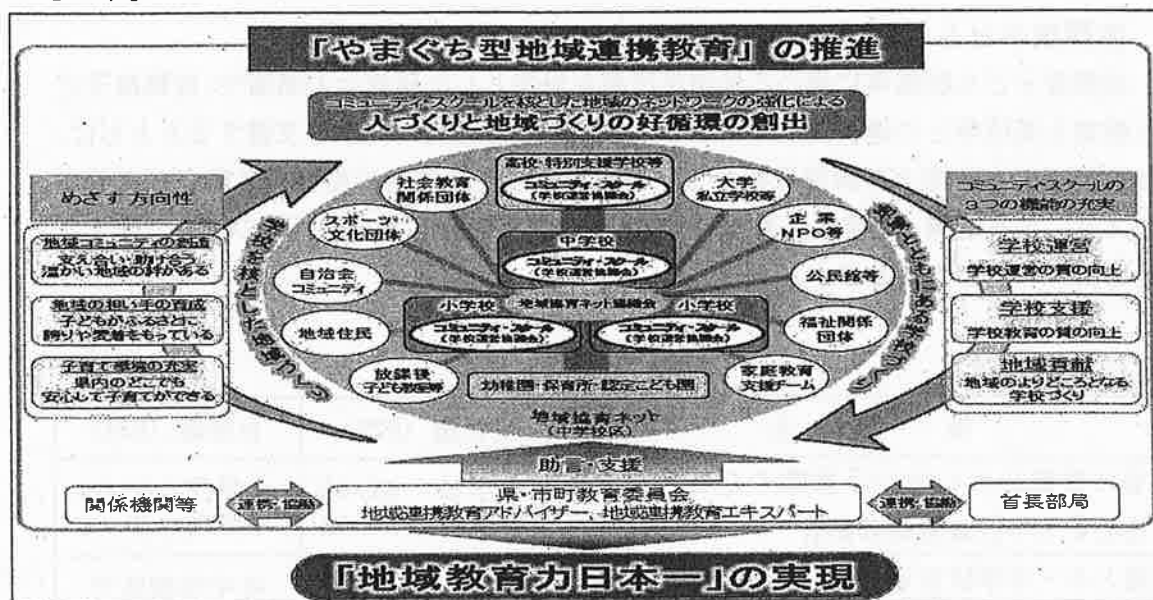 「やまぐち型地域連携教育」の推進
コミュニティ・スクールを核とした地域のネットワークの強化による
人づくりと地域づくりの好循環の創出
めざす方向性
地域コミュニティの創造
支え合い・助け合う
温かい地域の絆がある
地域の担い手の育成
子どもがふるさとに
誇りや愛着をもっている
子育て環境の充実
県内のどこでも
安心して子育てができる
高校・特別支援学校等
コミュニティ・スクール
(学校運営協議会)
社会教育
関係団体
大学
私立学校等
スポーツ・
文化団体
企業
NPO等
中学校
コミュニティ・スクール
(学校運営協議会)
自治会
コミュニティ
公民館等
小学校
地域協育ネット協議会
小学校
コミュニティ・スクール
(学校運営協議会)
コミュニティ・スクール
(学校運営協議会)
地域住民
福祉関係
団体
放課後
子ども教室等
幼稚園・保育所・認定こども園
家庭教育
支援チーム
地域協育ネット
(中学校区)
コミュニティ・スクールの
3つの機能の充実
学校運営
学校運営の質の向上
学校支援
学校教育の質の向上
地域貢献
地域のよりどころとなる
学校づくり
助言・支援
関係機関等
連携・協働
県・市町教育委員会
地域連携教育アドバイザー、地域連携教育エキスパート
連携・協働
首長部局
「地域教育力日本一」の実現